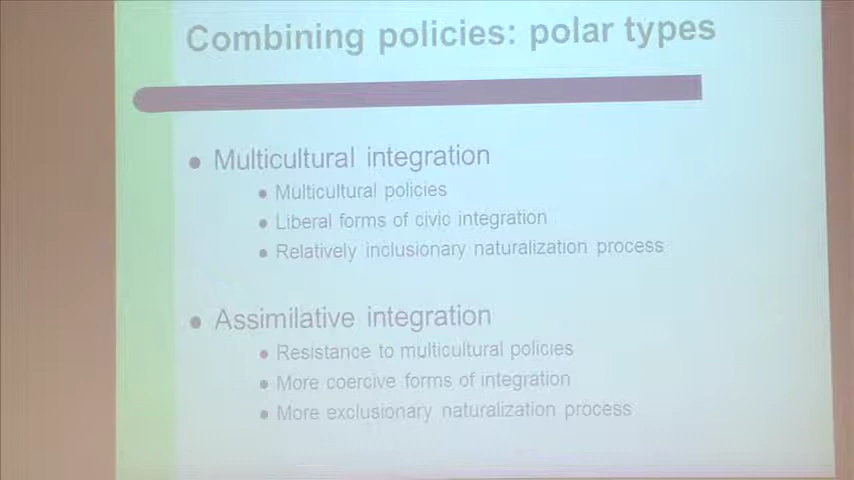 Combining policies: polar types
• Multicultural integration
• Multicultural policies
• Liberal forms of civic integration
• Relatively inclusionary naturalization process
• Assimilative integration
• Resistance to multicultural policies
• More coercive forms of integration
• More exclusionary naturalization process